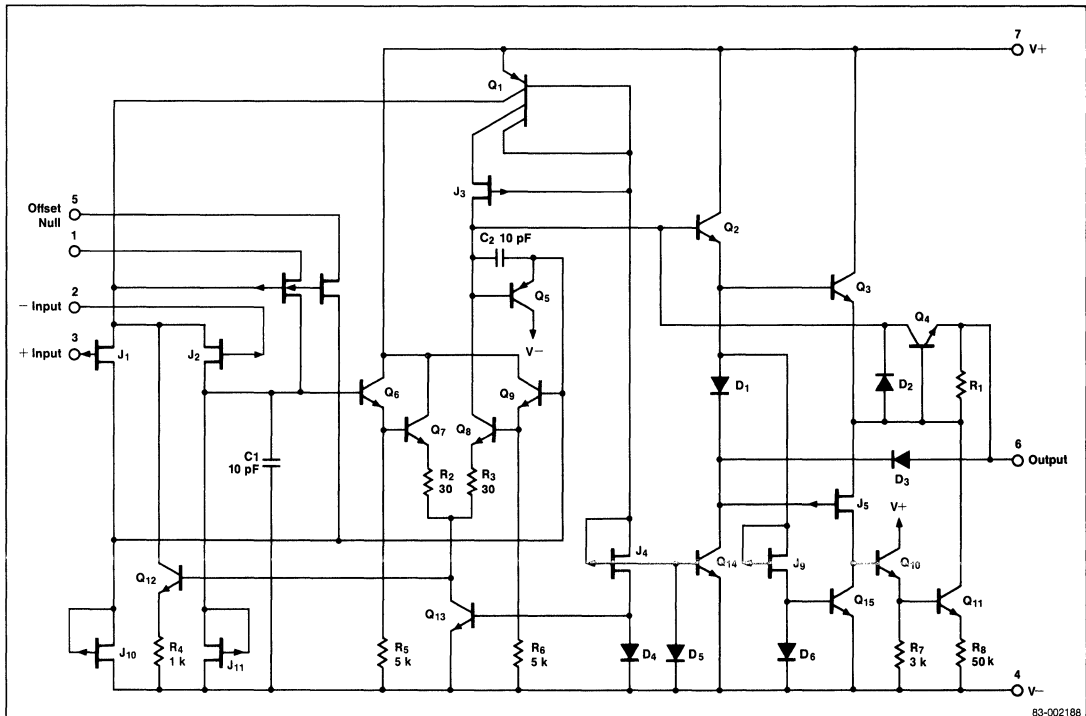 7
V+
Q1
J3
5
Offset
Null
1
2
− Input
3
+ Input
J1
J2
C2 10 pF
Q5
V−
Q2
Q3
Q4
D1
D2
R1
6
Output
D3
Q6
Q7
Q8
Q9
C1
10 pF
R2
30
R3
30
J5
V+
J4
Q14
J9
Q10
Q12
Q13
Q15
Q11
J10
R4
1 k
J11
R5
5 k
R6
5 k
D4
D5
D6
R7
3 k
R8
50 k
4
V−
83-002188